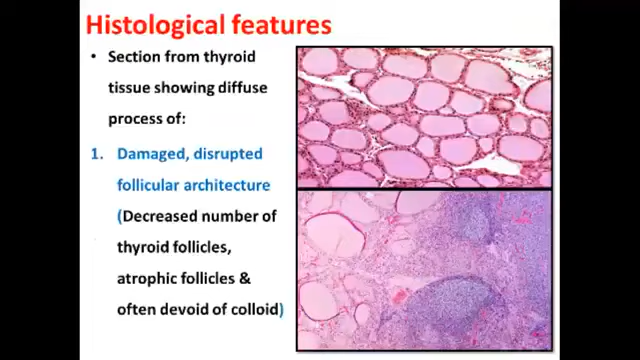 Histological features
• Section from thyroid
tissue showing diffuse
process of:
1. Damaged, disrupted
follicular architecture
(Decreased number of
thyroid follicles,
atrophic follicles &
often devoid of colloid)